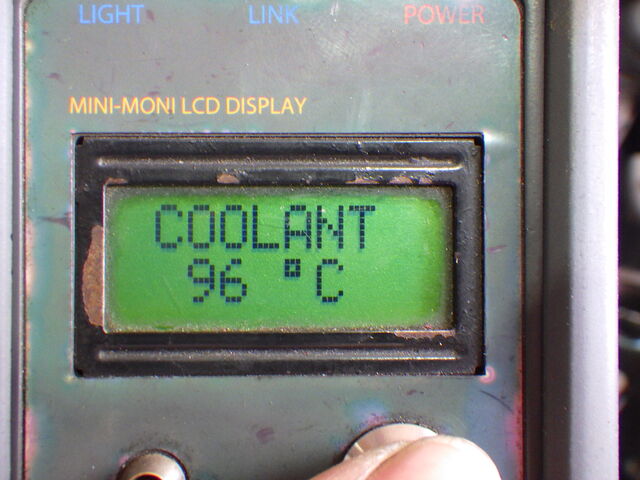 LIGHT LINK POWER
MINI-MONI LCD DISPLAY
COOLANT
96 °C